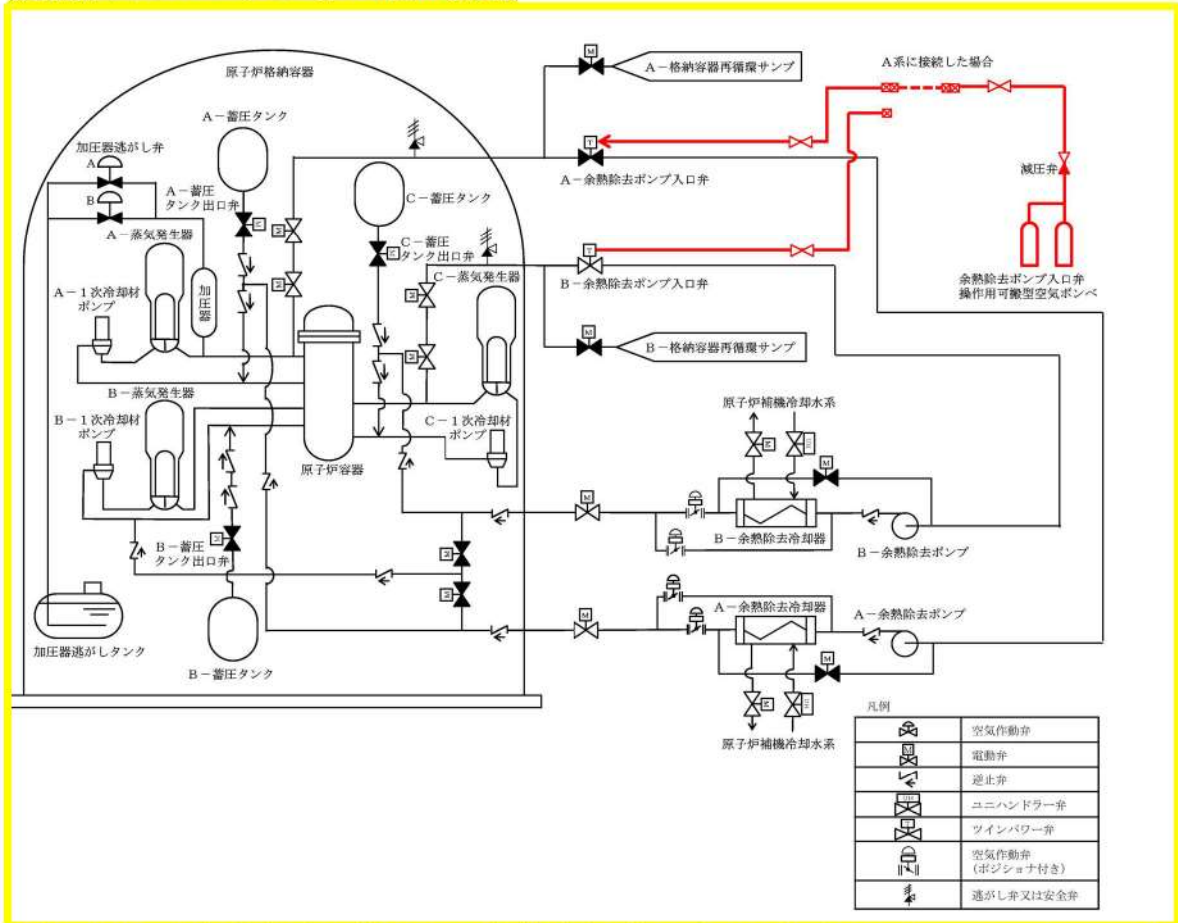 原子炉格納容器
A－格納容器再循環サンプ
A系に接続した場合
A－蓄圧タンク
加圧器逃がし弁
A
B
A－蓄圧
タンク出口弁
C－蓄圧タンク
A－余熱除去ポンプ入口弁
減圧弁
A－蒸気発生器
C－蓄圧
タンク出口弁
C－蒸気発生器
B－余熱除去ポンプ入口弁
余熱除去ポンプ入口弁
操作用可搬型空気ボンベ
A－1次冷却材
ポンプ
加圧器
B－格納容器再循環サンプ
B－蒸気発生器
B－1次冷却材
ポンプ
C－1次冷却材
ポンプ
原子炉容器
原子炉補機冷却水系
B－余熱除去冷却器
B－余熱除去ポンプ
B－蓄圧
タンク出口弁
A－余熱除去冷却器
A－余熱除去ポンプ
加圧器逃がしタンク
B－蓄圧タンク
原子炉補機冷却水系
凡例
空気作動弁
M
電動弁
逆止弁
ユニハンドラー弁
T
ツインパワー弁
空気作動弁
(ポジショナ付き)
逃がし弁又は安全弁